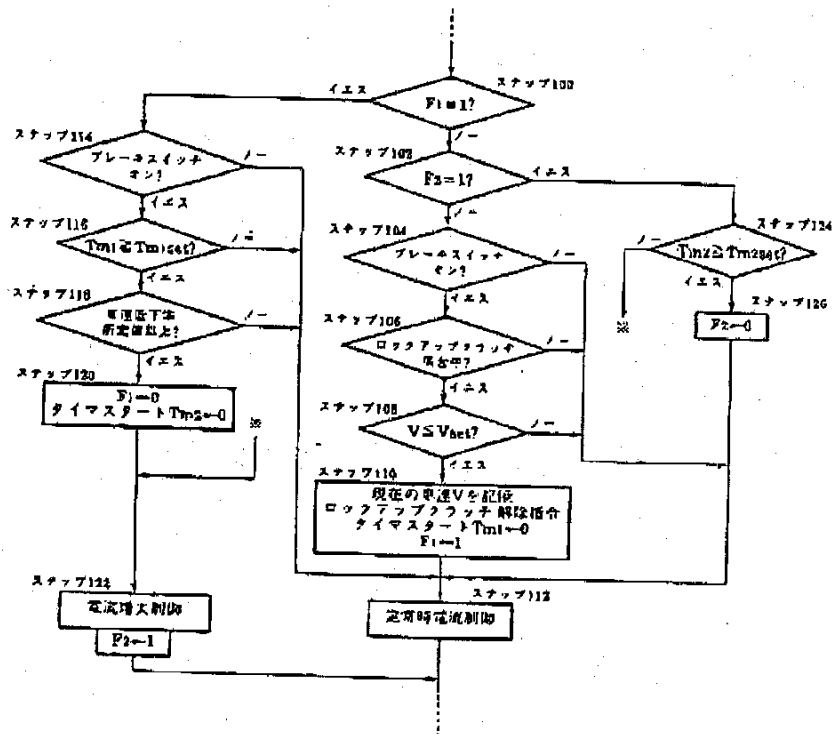 ステップ100
イエス
F1=1?
ノー
ステップ114
ブレーキスイッチ
オン?
ノー
イエス
ステップ102
F2=1?
イエス
ノー
ステップ116
Tm1≧Tm1set?
ノー
イエス
ステップ104
ブレーキスイッチ
オン?
ノー
イエス
ステップ124
Tm2≧Tm2set?
ノー
イエス
※
ステップ126
F2←0
ステップ118
車速低下率
所定値以上?
ノー
イエス
ステップ106
ロックアップクラッチ
ノー
イエス
ステップ120
F1←0
タイマスタートTm2←0
※
ステップ108
V≦Vset?
ノー
イエス
ステップ110
現在の車速Vを記憶
ロックアップクラッチ解除指令
タイマスタートTm1←0
F1←1
ステップ122
電流増大制御
F2←1
ステップ112
定常時電流制御